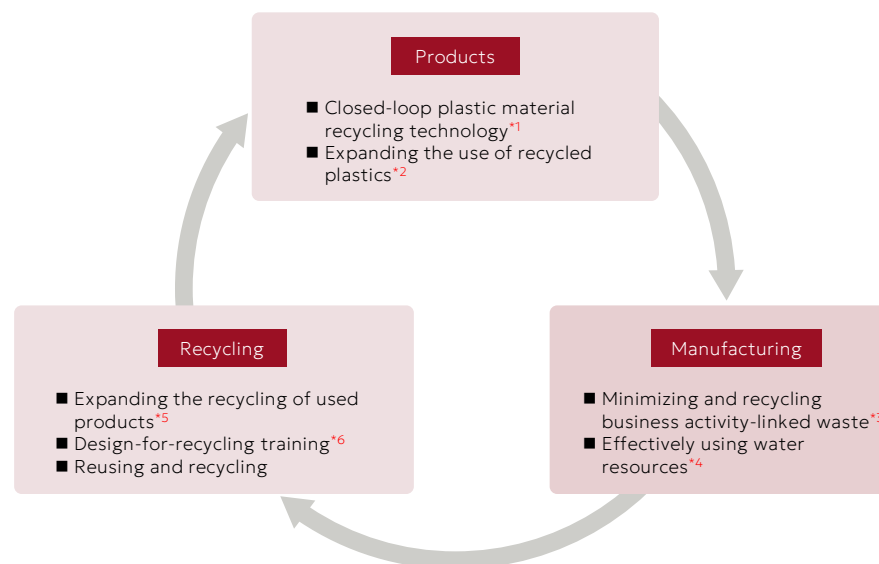 Products
■ Closed-loop plastic material
recycling technology*1
■ Expanding the use of recycled
plastics*2
Recycling
■ Expanding the recycling of used
products*5
■ Design-for-recycling training*6
■ Reusing and recycling
Manufacturing
■ Minimizing and recycling
business activity-linked waste*3
■ Effectively using water
resources*4